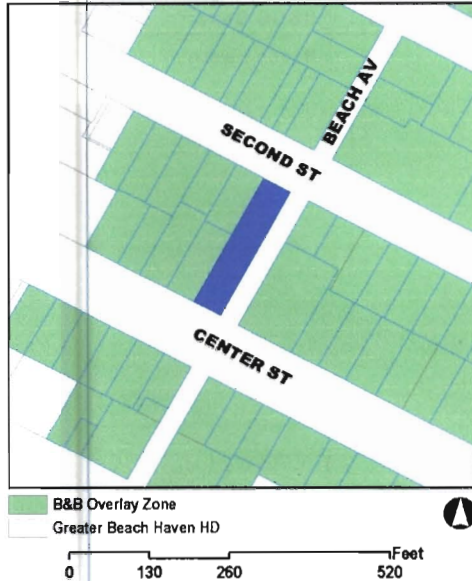 BEACH AV
SECOND ST
CENTER ST
B&B Overlay Zone
Greater Beach Haven HD
Feet
0 130 260 520